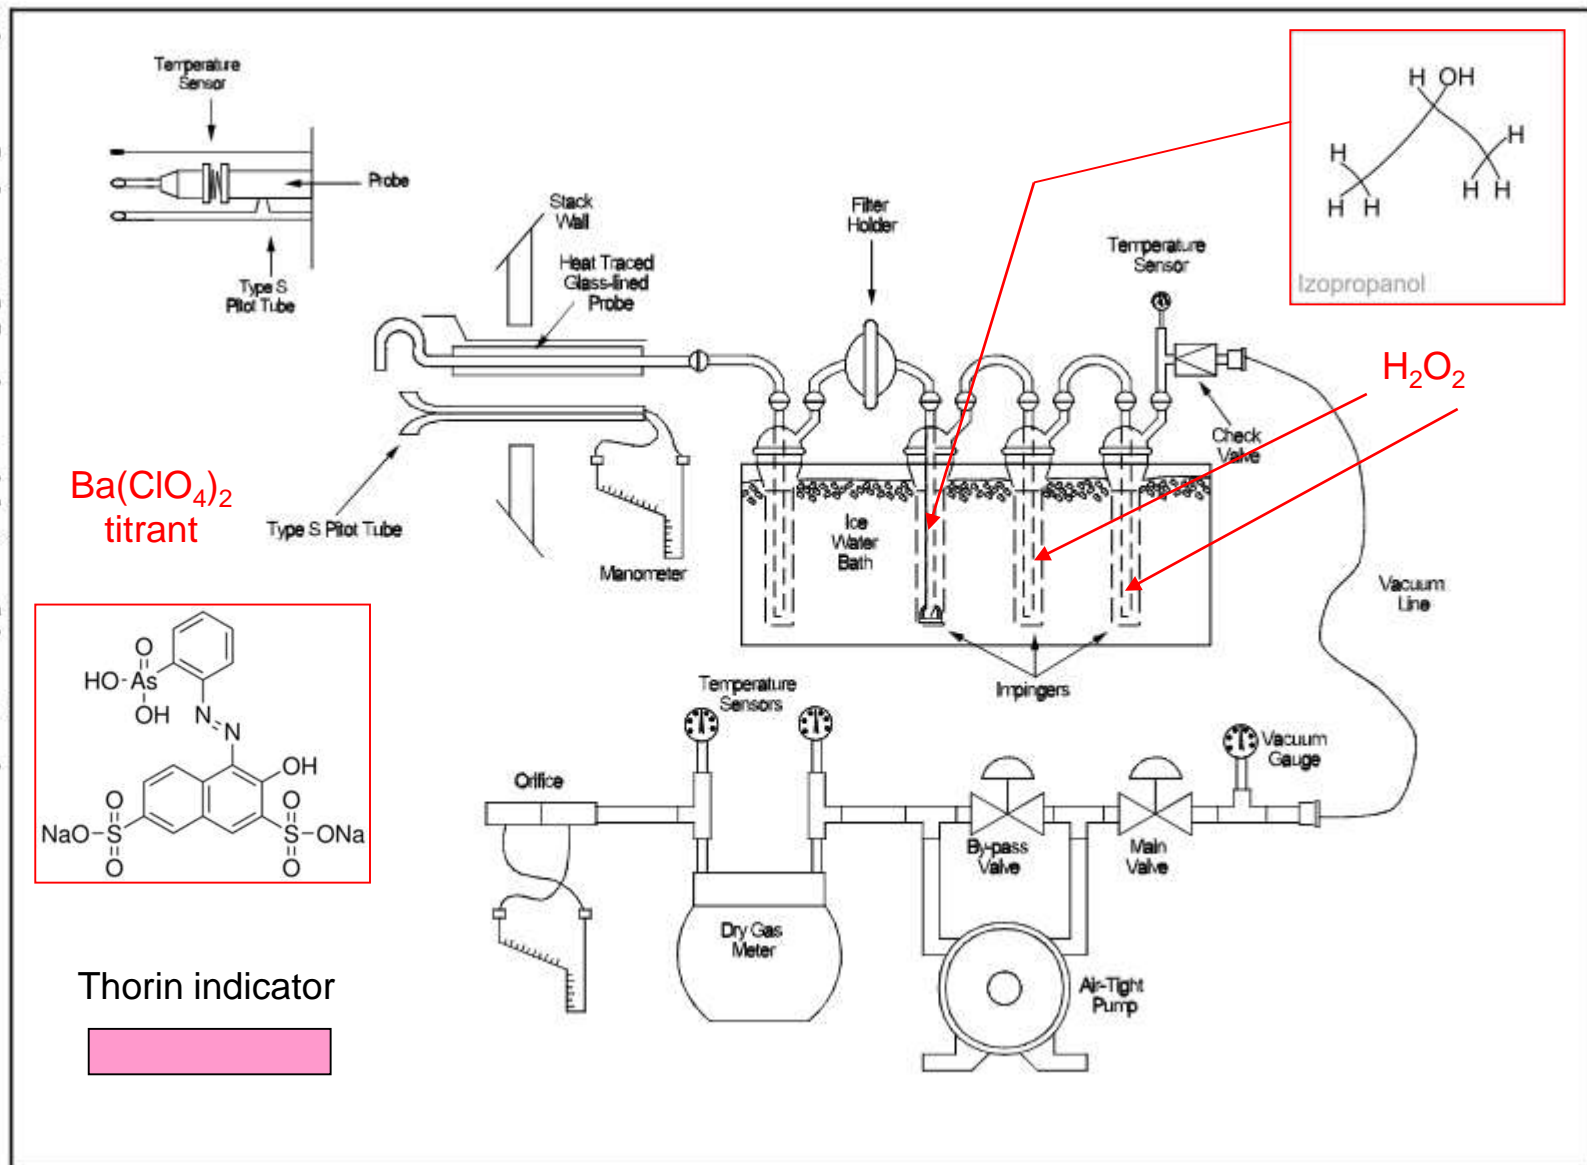 Temperature
Sensor
Probe
Type S
Pitot Tube
Stack
Wall
Heat Traced
Glass-lined
Probe
Filter
Holder
Temperature
Sensor
H OH
H
H H
H
H H
Izopropanol
H₂O₂
Check
Valve
Ba(ClO₄)₂
titrant
Type S Pitot Tube
Manometer
Ice
Water
Bath
Impingers
Vacuum
Line
O
HO As
OH
N
N
OH
O
NaO S
O
O
S ONa
O
Temperature
Sensors
Orifice
Vacuum
Gauge
By-pass
Valve
Main
Valve
Dry Gas
Meter
Air-Tight
Pump
Thorin indicator